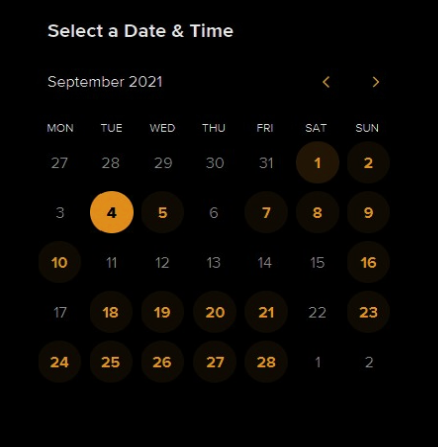 Select a Date & Time
September 2021
MON TUE WED THU FRI SAT SUN
27 28 29 30 31 1 2
3 4 5 6 7 8 9
10 11 12 13 14 15 16
17 18 19 20 21 22 23
24 25 26 27 28 1 2